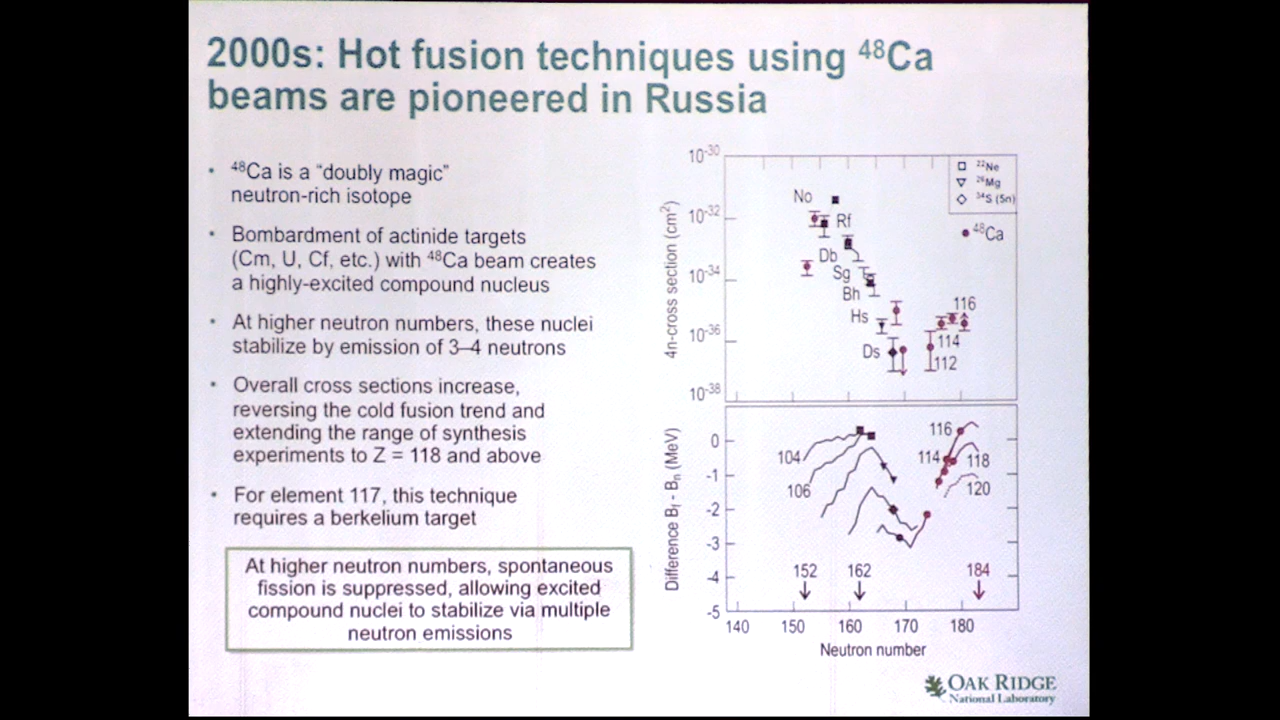 2000s: Hot fusion techniques using ⁴⁸Ca
beams are pioneered in Russia
• ⁴⁸Ca is a "doubly magic"
neutron-rich isotope
• Bombardment of actinide targets
(Cm, U, Cf, etc.) with ⁴⁸Ca beam creates
a highly-excited compound nucleus
• At higher neutron numbers, these nuclei
stabilize by emission of 3–4 neutrons
• Overall cross sections increase,
reversing the cold fusion trend and
extending the range of synthesis
experiments to Z = 118 and above
• For element 117, this technique
requires a berkelium target
At higher neutron numbers, spontaneous
fission is suppressed, allowing excited
compound nuclei to stabilize via multiple
neutron emissions
4n-cross section (cm²)
10⁻³⁰
10⁻³²
10⁻³⁴
10⁻³⁶
10⁻³⁸
²²Ne
²⁶Mg
³⁴S (5n)
⁴⁸Ca
No
Rf
Db
Sg
Bh
Hs
Ds
116
114
112
Difference Bf - Bn (MeV)
0
-1
-2
-3
-4
-5
104
106
116
114
118
120
152
162
184
140 150 160 170 180
Neutron number
OAK RIDGE
National Laboratory